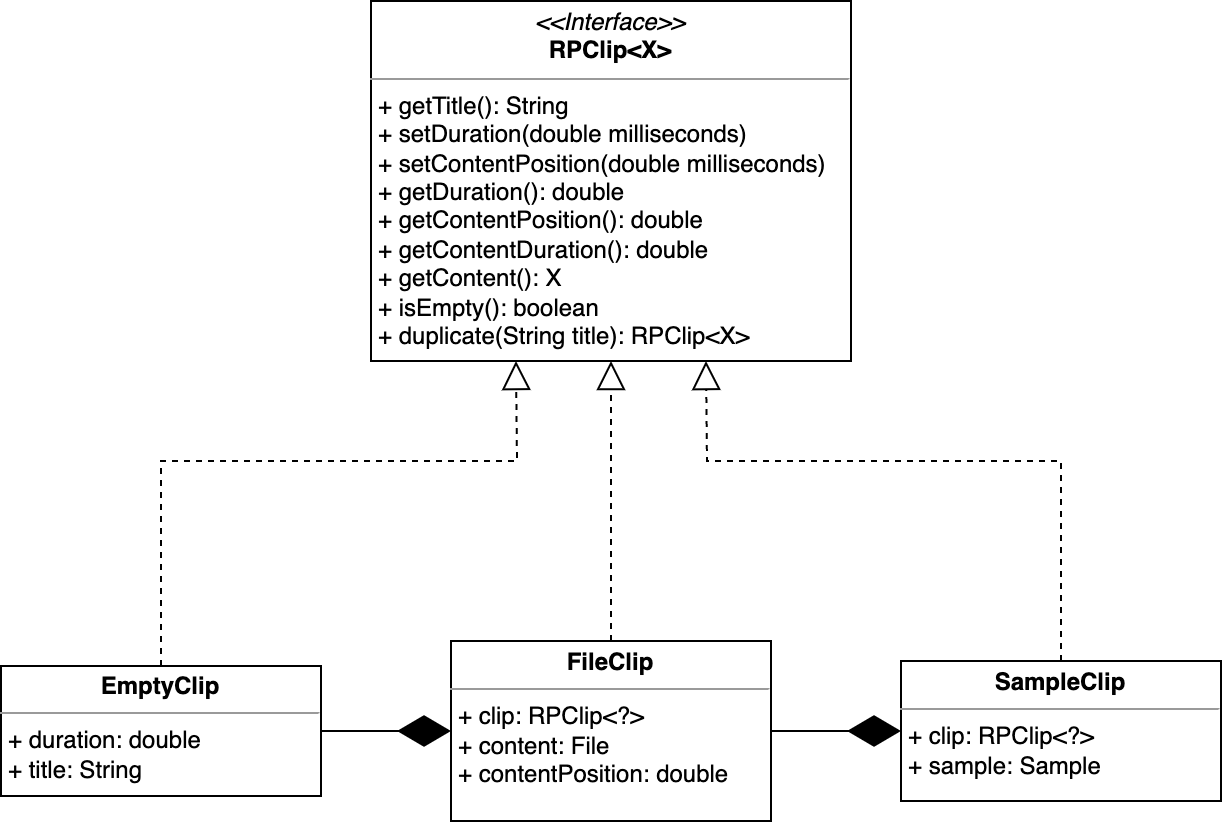 <<Interface>>
RPClip<X>
+ getTitle(): String
+ setDuration(double milliseconds)
+ setContentPosition(double milliseconds)
+ getDuration(): double
+ getContentPosition(): double
+ getContentDuration(): double
+ getContent(): X
+ isEmpty(): boolean
+ duplicate(String title): RPClip<X>
EmptyClip
+ duration: double
+ title: String
FileClip
+ clip: RPClip<?>
+ content: File
+ contentPosition: double
SampleClip
+ clip: RPClip<?>
+ sample: Sample